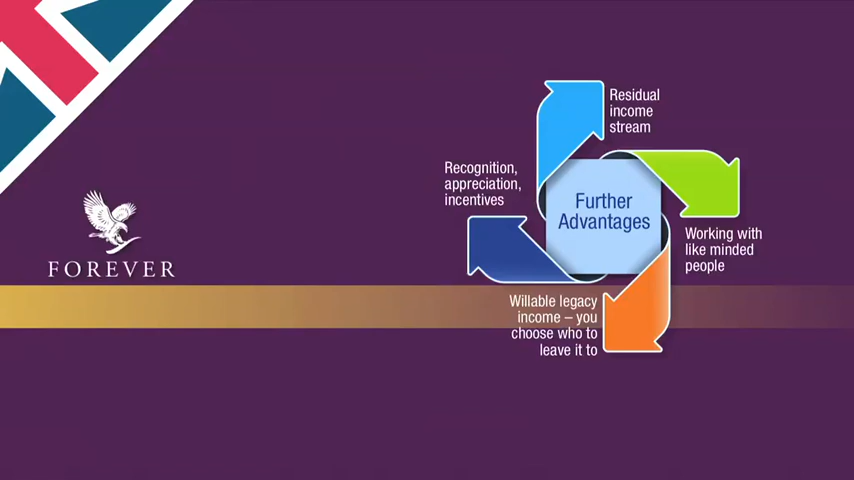 FOREVER
Further
Advantages
Residual
income
stream
Working with
like minded
people
Willable legacy
income – you
choose who to
leave it to
Recognition,
appreciation,
incentives